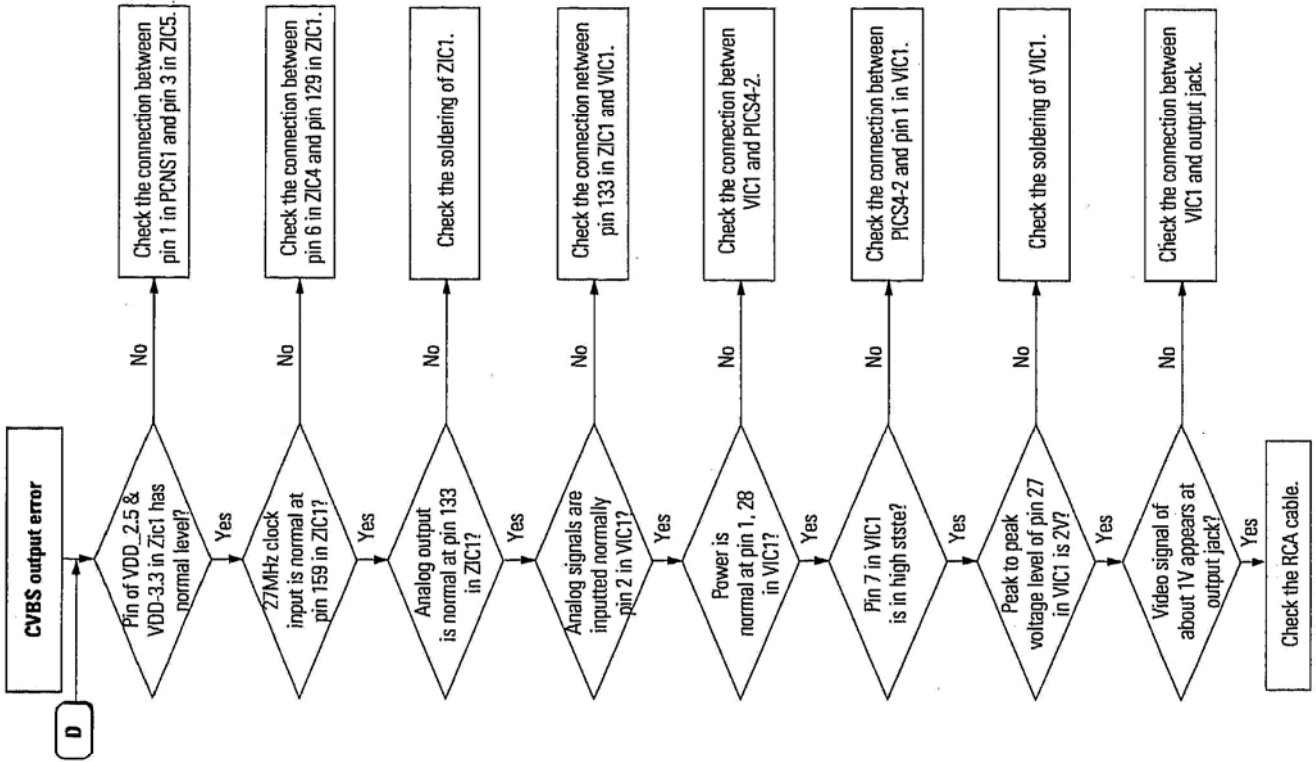 CVBS output error
D
Pin of VDD_2.5 &
VDD-3.3 in Zic1 has
normal level?
No
Check the connection between
pin 1 in PCNS1 and pin 3 in ZIC5.
Yes
27MHz clock
input is normal at
pin 159 in ZIC1?
No
Check the connection between
pin 6 in ZIC4 and pin 129 in ZIC1.
Yes
Analog output
is normal at pin 133
in ZIC1?
No
Check the soldering of ZIC1.
Yes
Analog signals are
inputted normally
pin 2 in VIC1?
No
Check the connection netween
pin 133 in ZIC1 and VIC1.
Yes
Power is
normal at pin 1, 28
in VIC1?
No
Check the connection between
VIC1 and PICS4-2.
Yes
Pin 7 in VIC1
is in high stste?
No
Check the connection between
PICS4-2 and pin 1 in VIC1.
Yes
Peak to peak
voltage level of pin 27
in VIC1 is 2V?
No
Check the soldering of VIC1.
Yes
Video signal of
about 1V appears at
output jack?
No
Check the connection between
VIC1 and output jack.
Yes
Check the RCA cable.